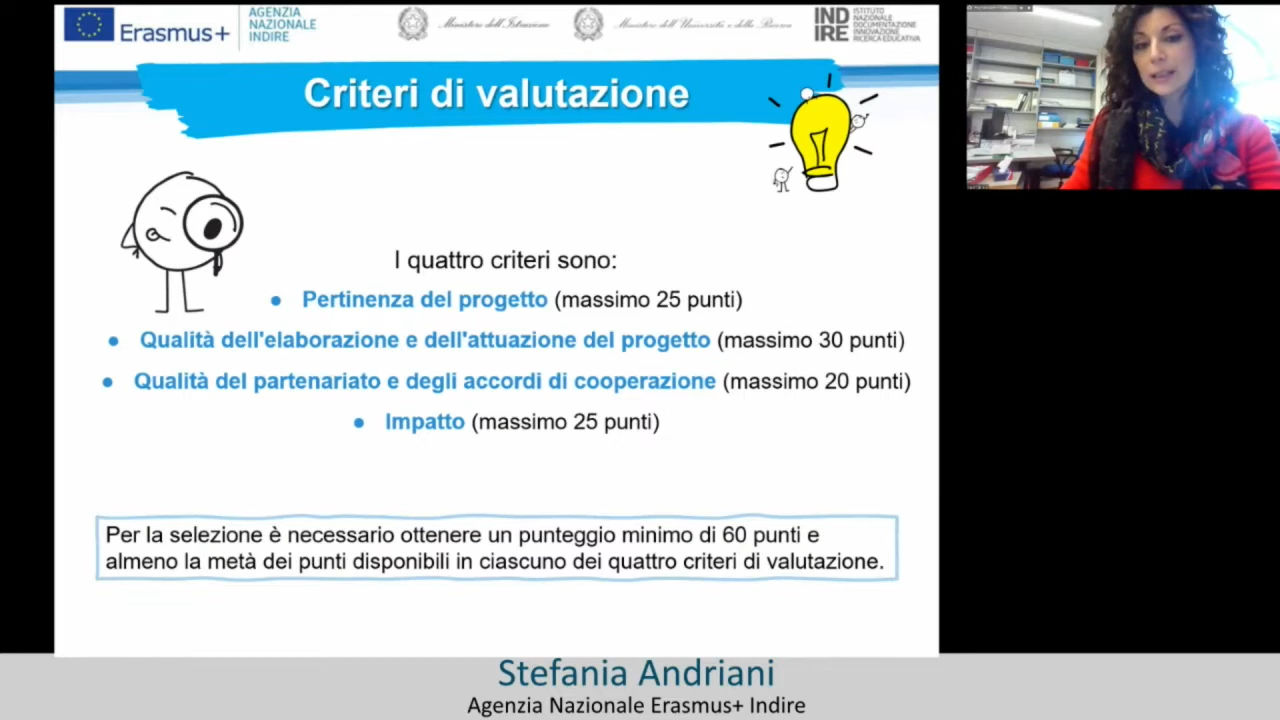 Erasmus+
AGENZIA
NAZIONALE
INDIRE
Ministero dell'Istruzione
Ministero dell'Università e della Ricerca
IND
IRE
ISTITUTO
NAZIONALE
DOCUMENTAZIONE
INNOVAZIONE
RICERCA EDUCATIVA
Criteri di valutazione
I quattro criteri sono:
● Pertinenza del progetto (massimo 25 punti)
● Qualità dell'elaborazione e dell'attuazione del progetto (massimo 30 punti)
● Qualità del partenariato e degli accordi di cooperazione (massimo 20 punti)
● Impatto (massimo 25 punti)
Per la selezione è necessario ottenere un punteggio minimo di 60 punti e
almeno la metà dei punti disponibili in ciascuno dei quattro criteri di valutazione.
Stefania Andriani
Agenzia Nazionale Erasmus+ Indire